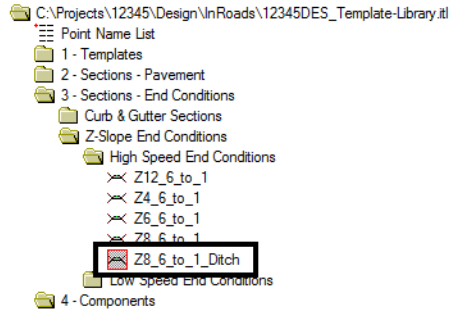 C:\Projects\12345\Design\InRoads\12345DES_Template-Library.itl
Point Name List
1 - Templates
2 - Sections - Pavement
3 - Sections - End Conditions
Curb & Gutter Sections
Z-Slope End Conditions
High Speed End Conditions
Z12_6_to_1
Z4_6_to_1
Z6_6_to_1
Z8_6_to_1
Z8_6_to_1_Ditch
Low Speed End Conditions
4 - Components